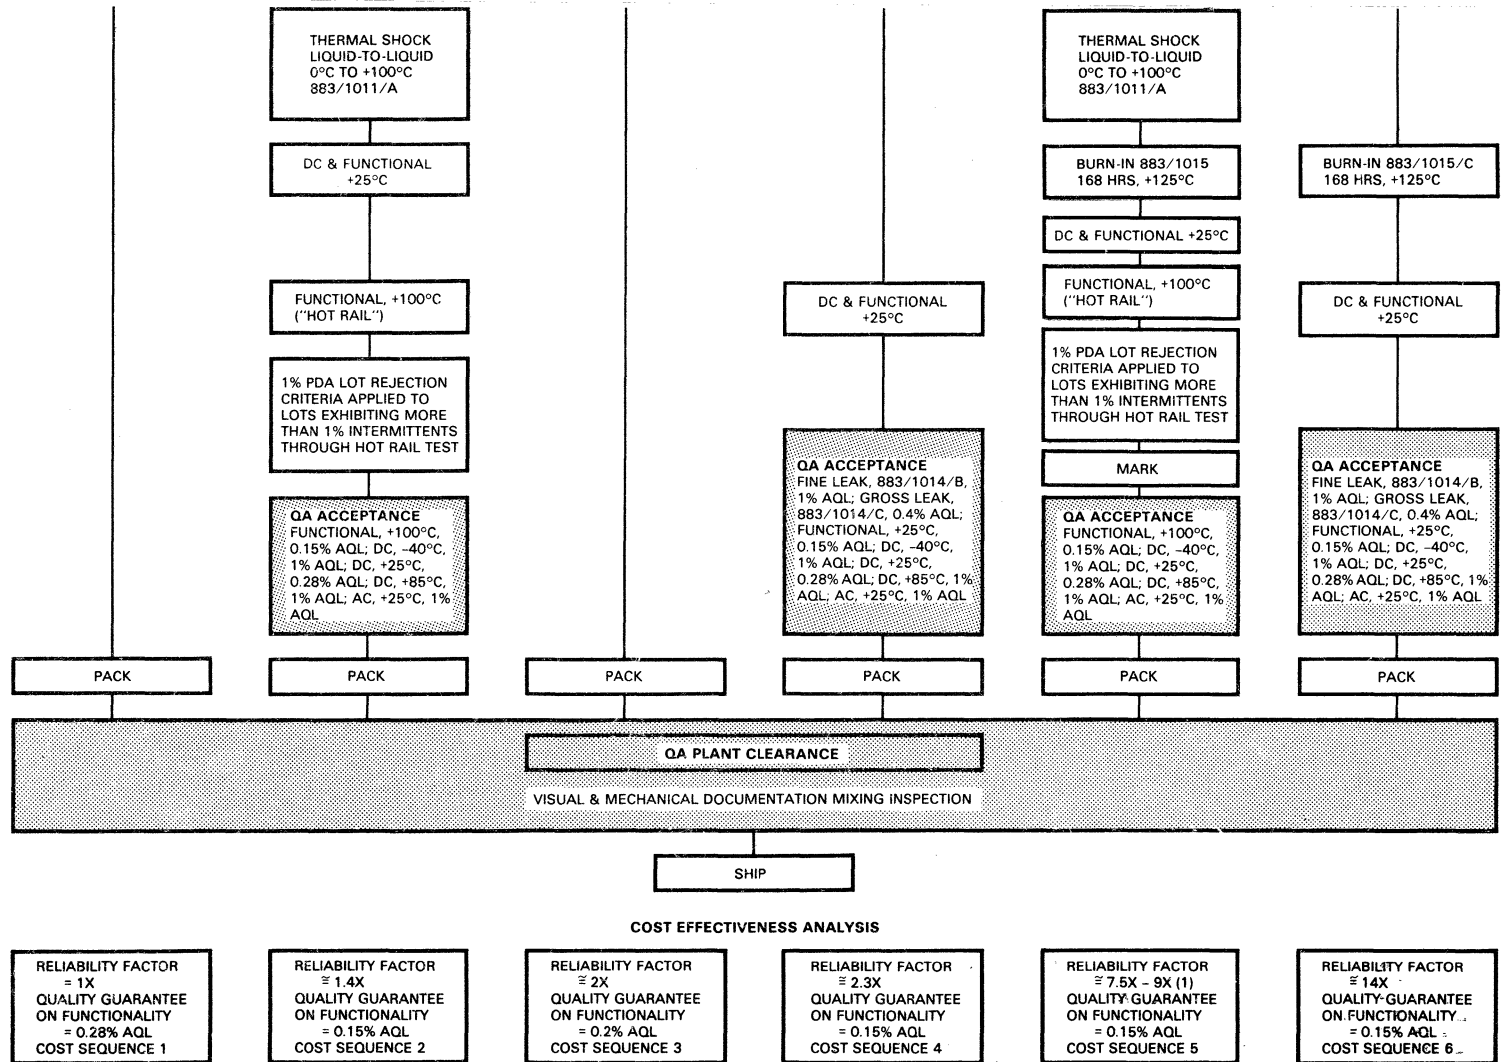 THERMAL SHOCK
LIQUID-TO-LIQUID
0°C TO +100°C
883/1011/A
DC & FUNCTIONAL
+25°C
FUNCTIONAL, +100°C
("HOT RAIL")
1% PDA LOT REJECTION
CRITERIA APPLIED TO
LOTS EXHIBITING MORE
THAN 1% INTERMITTENTS
THROUGH HOT RAIL TEST
QA ACCEPTANCE
FUNCTIONAL, +100°C,
0.15% AQL; DC, -40°C,
1% AQL; DC, +25°C,
0.28% AQL; DC, +85°C,
1% AQL; AC, +25°C, 1%
AQL
DC & FUNCTIONAL
+25°C
QA ACCEPTANCE
FINE LEAK, 883/1014/B,
1% AQL; GROSS LEAK,
883/1014/C, 0.4% AQL;
FUNCTIONAL, +25°C,
0.15% AQL; DC, -40°C,
1% AQL; DC, +25°C,
0.28% AQL; DC, +85°C, 1%
AQL; AC, +25°C, 1% AQL
THERMAL SHOCK
LIQUID-TO-LIQUID
0°C TO +100°C
883/1011/A
BURN-IN 883/1015
168 HRS, +125°C
DC & FUNCTIONAL +25°C
FUNCTIONAL, +100°C
("HOT RAIL")
1% PDA LOT REJECTION
CRITERIA APPLIED TO
LOTS EXHIBITING MORE
THAN 1% INTERMITTENTS
THROUGH HOT RAIL TEST
MARK
QA ACCEPTANCE
FUNCTIONAL, +100°C,
0.15% AQL; DC, -40°C,
1% AQL; DC, +25°C,
0.28% AQL; DC, +85°C,
1% AQL; AC, +25°C, 1%
AQL
BURN-IN 883/1015/C
168 HRS, +125°C
DC & FUNCTIONAL
+25°C
QA ACCEPTANCE
FINE LEAK, 883/1014/B,
1% AQL; GROSS LEAK,
883/1014/C, 0.4% AQL;
FUNCTIONAL, +25°C,
0.15% AQL; DC, -40°C,
1% AQL; DC, +25°C,
0.28% AQL; DC, +85°C, 1%
AQL; AC, +25°C, 1% AQL
PACK
PACK
PACK
PACK
PACK
PACK
QA PLANT CLEARANCE
VISUAL & MECHANICAL DOCUMENTATION MIXING INSPECTION
SHIP
COST EFFECTIVENESS ANALYSIS
RELIABILITY FACTOR
= 1X
QUALITY GUARANTEE
ON FUNCTIONALITY
= 0.28% AQL
COST SEQUENCE 1
RELIABILITY FACTOR
≅ 1.4X
QUALITY GUARANTEE
ON FUNCTIONALITY
= 0.15% AQL
COST SEQUENCE 2
RELIABILITY FACTOR
≅ 2X
QUALITY GUARANTEE
ON FUNCTIONALITY
= 0.2% AQL
COST SEQUENCE 3
RELIABILITY FACTOR
≅ 2.3X
QUALITY GUARANTEE
ON FUNCTIONALITY
= 0.15% AQL
COST SEQUENCE 4
RELIABILITY FACTOR
≅ 7.5X - 9X (1)
QUALITY GUARANTEE
ON FUNCTIONALITY
= 0.15% AQL
COST SEQUENCE 5
RELIABILITY FACTOR
≅ 14X
QUALITY GUARANTEE
ON FUNCTIONALITY
= 0.15% AQL
COST SEQUENCE 6